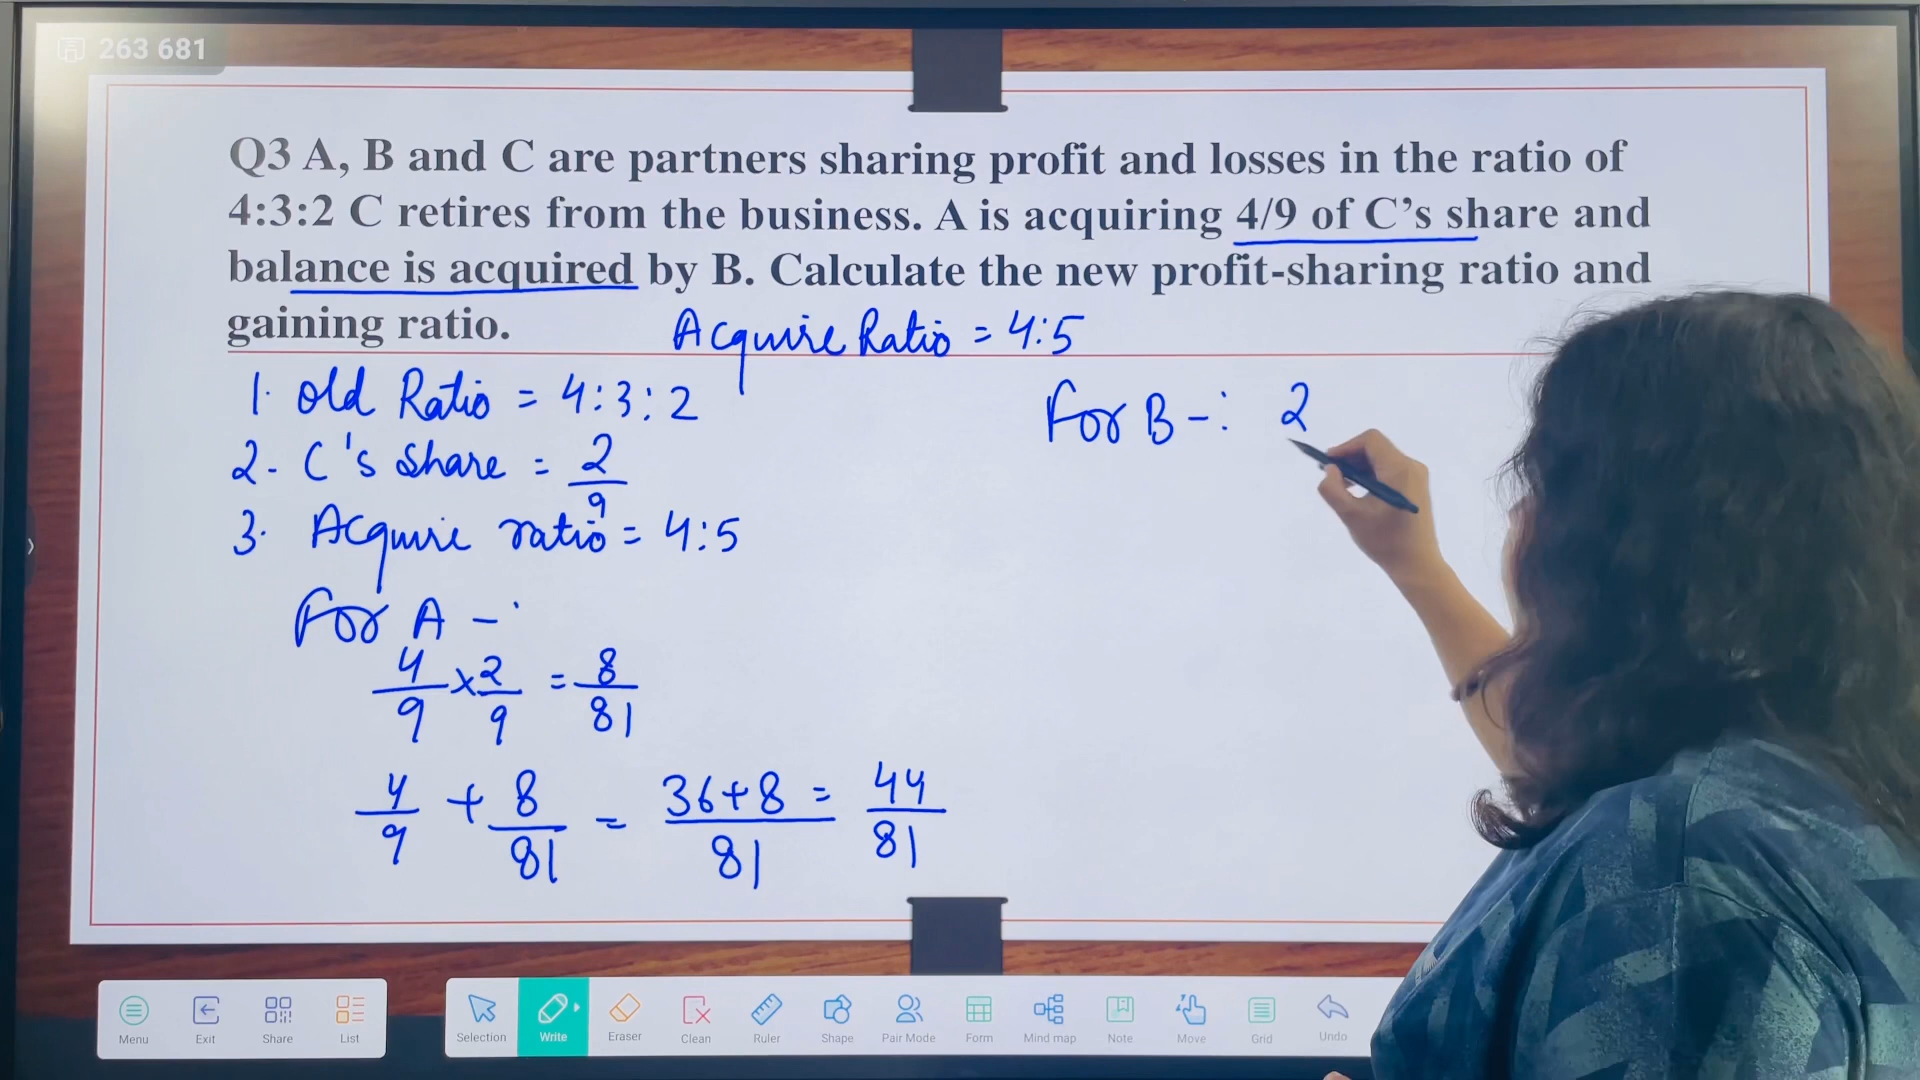 263 681
Q3 A, B and C are partners sharing profit and losses in the ratio of
4:3:2 C retires from the business. A is acquiring 4/9 of C's share and
balance is acquired by B. Calculate the new profit-sharing ratio and
gaining ratio.
Acquire Ratio = 4:5
1. Old Ratio = 4:3:2
2. C's Share = 2/9
3. Acquire ratio = 4:5
For A -:
4/9 × 2/9 = 8/81
4/9 + 8/81 = 36+8/81 = 44/81
For B -: 2
Menu Exit Share List Selection Write Eraser Clean Ruler Shape Pair Mode Form Mind map Note Move Grid Undo